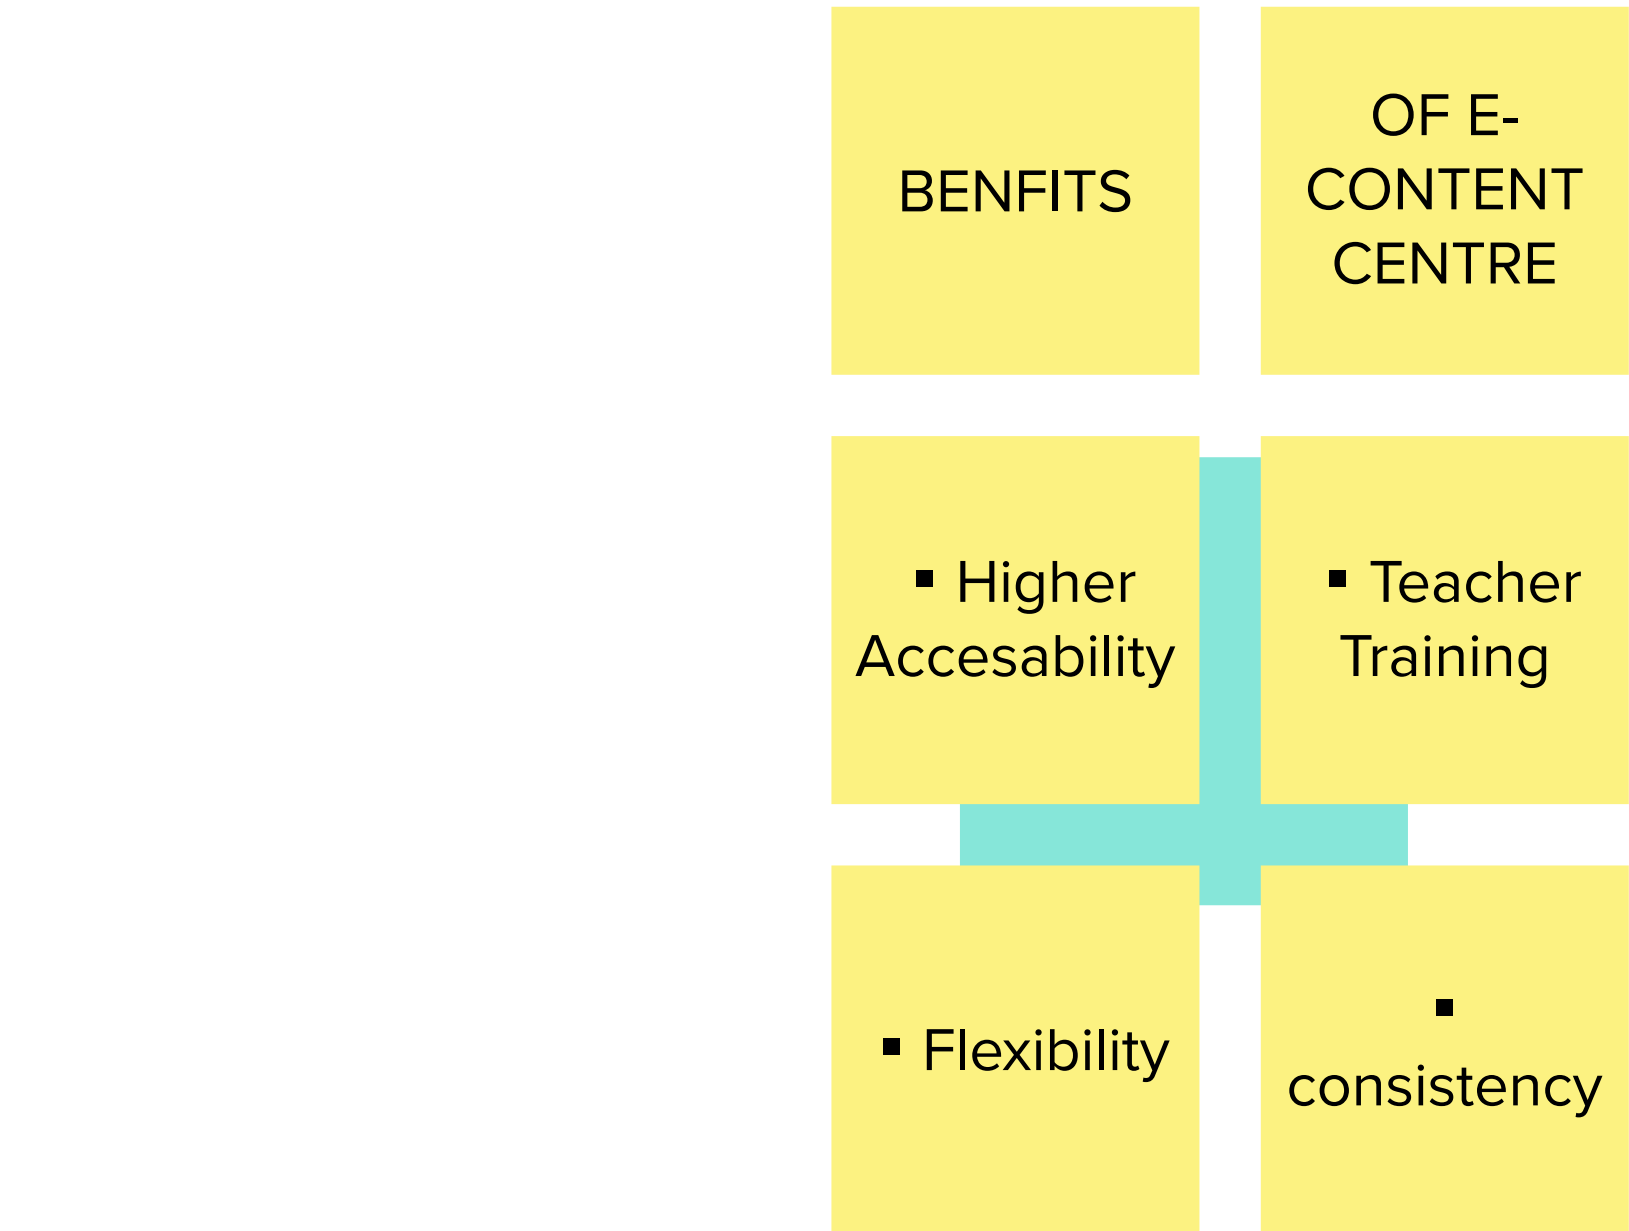 BENFITS
OF E-
CONTENT
CENTRE
▪ Higher
Accesability
▪ Teacher
Training
▪ Flexibility
▪
consistency